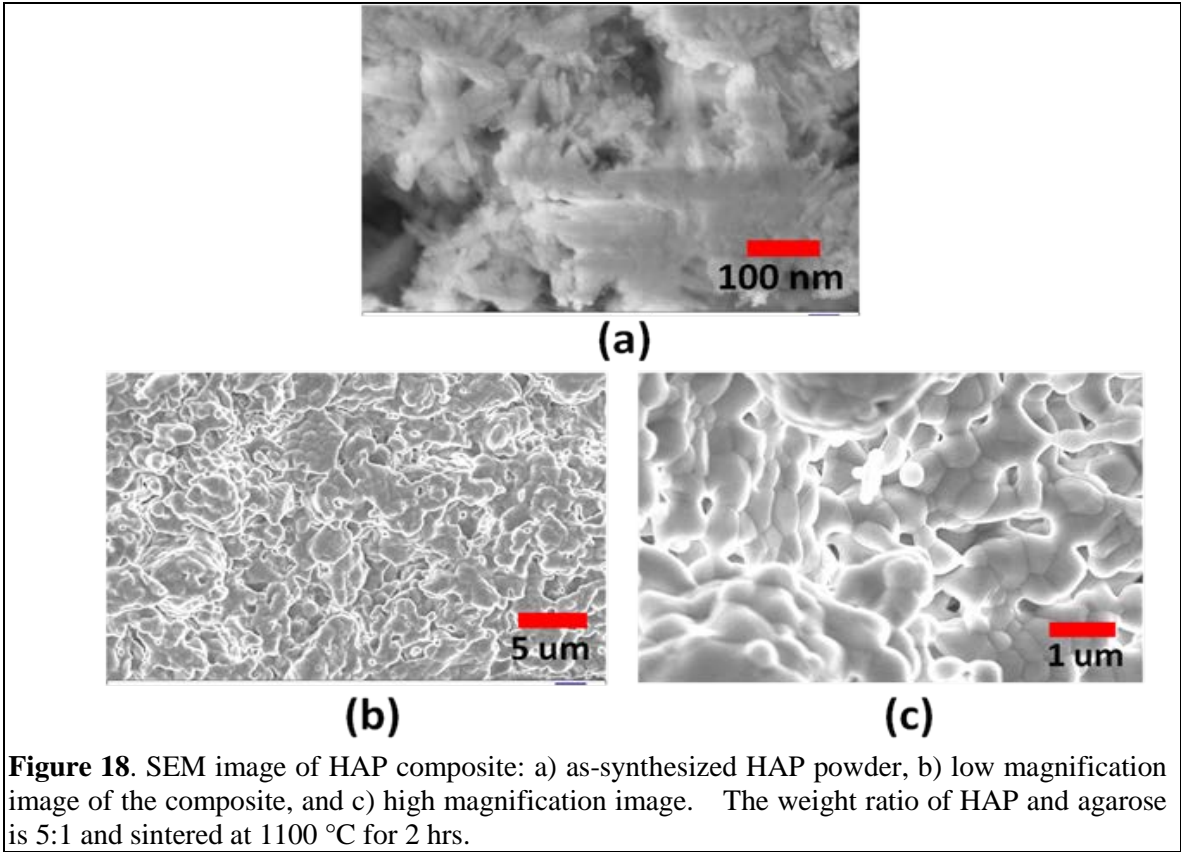 100 nm
(a)
5 um
1 um
(b)
(c)
Figure 18. SEM image of HAP composite: a) as-synthesized HAP powder, b) low magnification
image of the composite, and c) high magnification image. The weight ratio of HAP and agarose
is 5:1 and sintered at 1100 °C for 2 hrs.